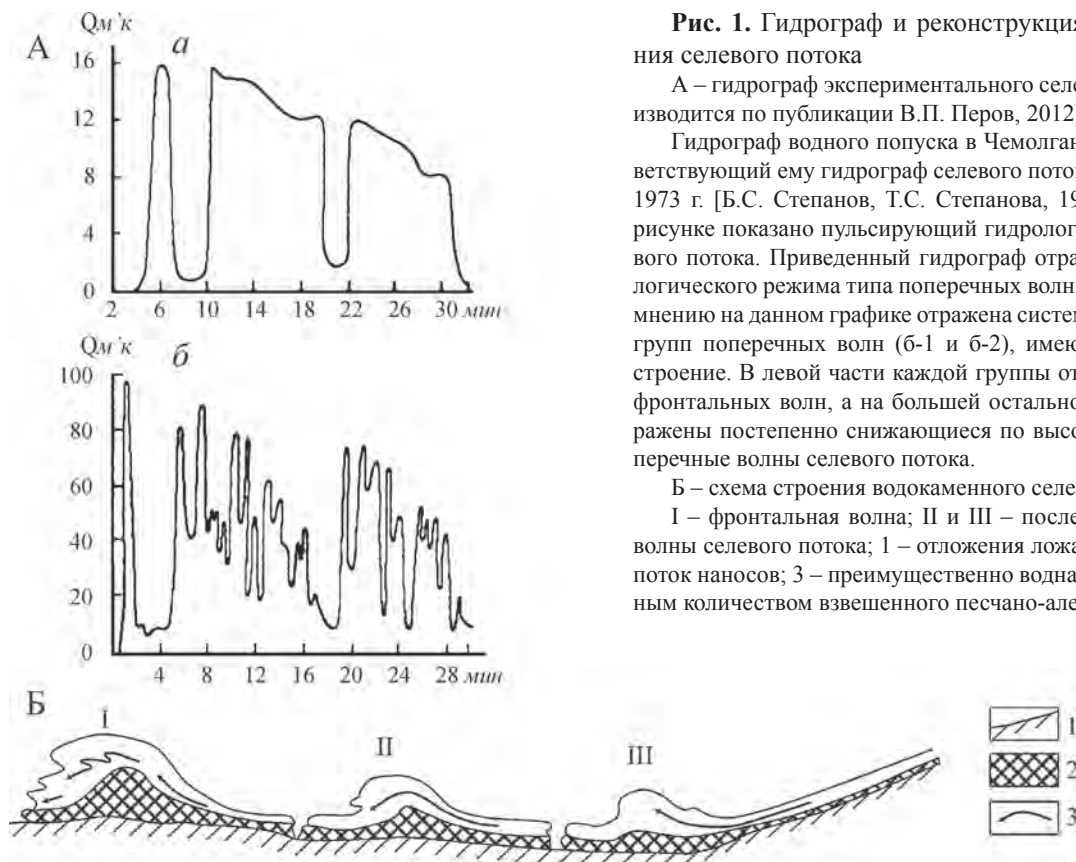 А
Qм'к
а
16
12
8
4
0
2 6 10 14 18 22 26 30 мин
Qм'к
б
100
80
60
40
20
0
4 8 12 16 20 24 28 мин
Рис. 1. Гидрограф и реконструкция
ния селевого потока
А – гидрограф экспериментального селе
изводится по публикации В.П. Перов, 2012
Гидрограф водного попуска в Чемолган
ветствующий ему гидрограф селевого поток
1973 г. [Б.С. Степанов, Т.С. Степанова, 19
рисунке показано пульсирующий гидролог
вого потока. Приведенный гидрограф отра
логического режима типа поперечных волн
мнению на данном графике отражена систем
групп поперечных волн (б-1 и б-2), имею
строение. В левой части каждой группы от
фронтальных волн, а на большей остально
ражены постепенно снижающиеся по высо
перечные волны селевого потока.
Б – схема строения водокаменного селе
I – фронтальная волна; II и III – после
волны селевого потока; 1 – отложения ложа
поток наносов; 3 – преимущественно водна
ным количеством взвешенного песчано-але
Б
I
II
III
1
2
3